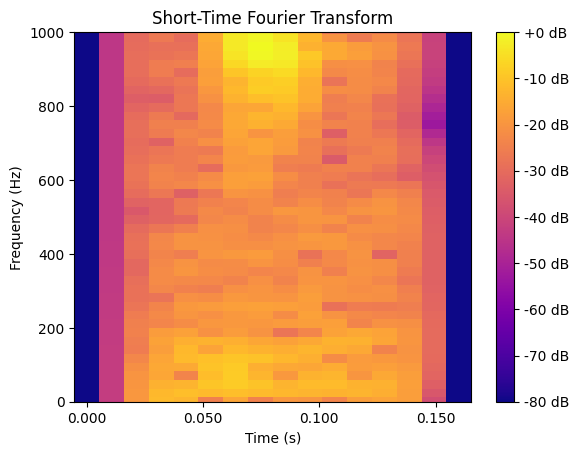 Short-Time Fourier Transform
Frequency (Hz)
1000
800
600
400
200
0
0.000
0.050
0.100
0.150
Time (s)
+0 dB
-10 dB
-20 dB
-30 dB
-40 dB
-50 dB
-60 dB
-70 dB
-80 dB